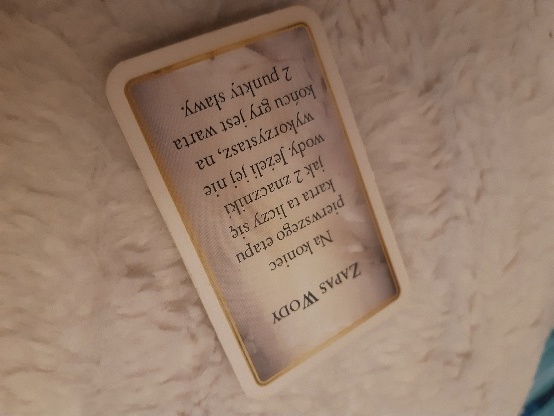 ZAPAS WODY
Na koniec
pierwszego etapu
karta ta liczy się
jak 2 znaczniki
wody. Jeżeli jej nie
wykorzystasz, na
końcu gry jest warta
2 punkty sławy.